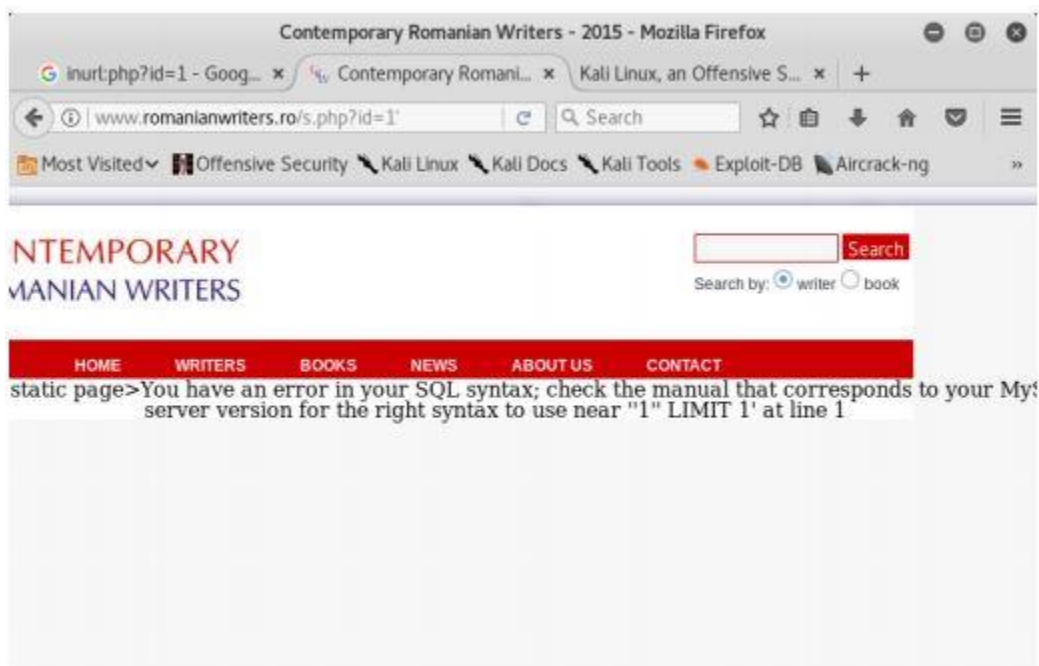 Contemporary Romanian Writers - 2015 - Mozilla Firefox
inurl:php?id=1 - Goog... Contemporary Romani... Kali Linux, an Offensive S...
www.romanianwriters.ro/s.php?id=1' Search
Most Visited Offensive Security Kali Linux Kali Docs Kali Tools Exploit-DB Aircrack-ng »
NTEMPORARY
MANIAN WRITERS
Search
Search by: writer book
HOME WRITERS BOOKS NEWS ABOUT US CONTACT
static page>You have an error in your SQL syntax; check the manual that corresponds to your MyS
server version for the right syntax to use near ''1'' LIMIT 1' at line 1